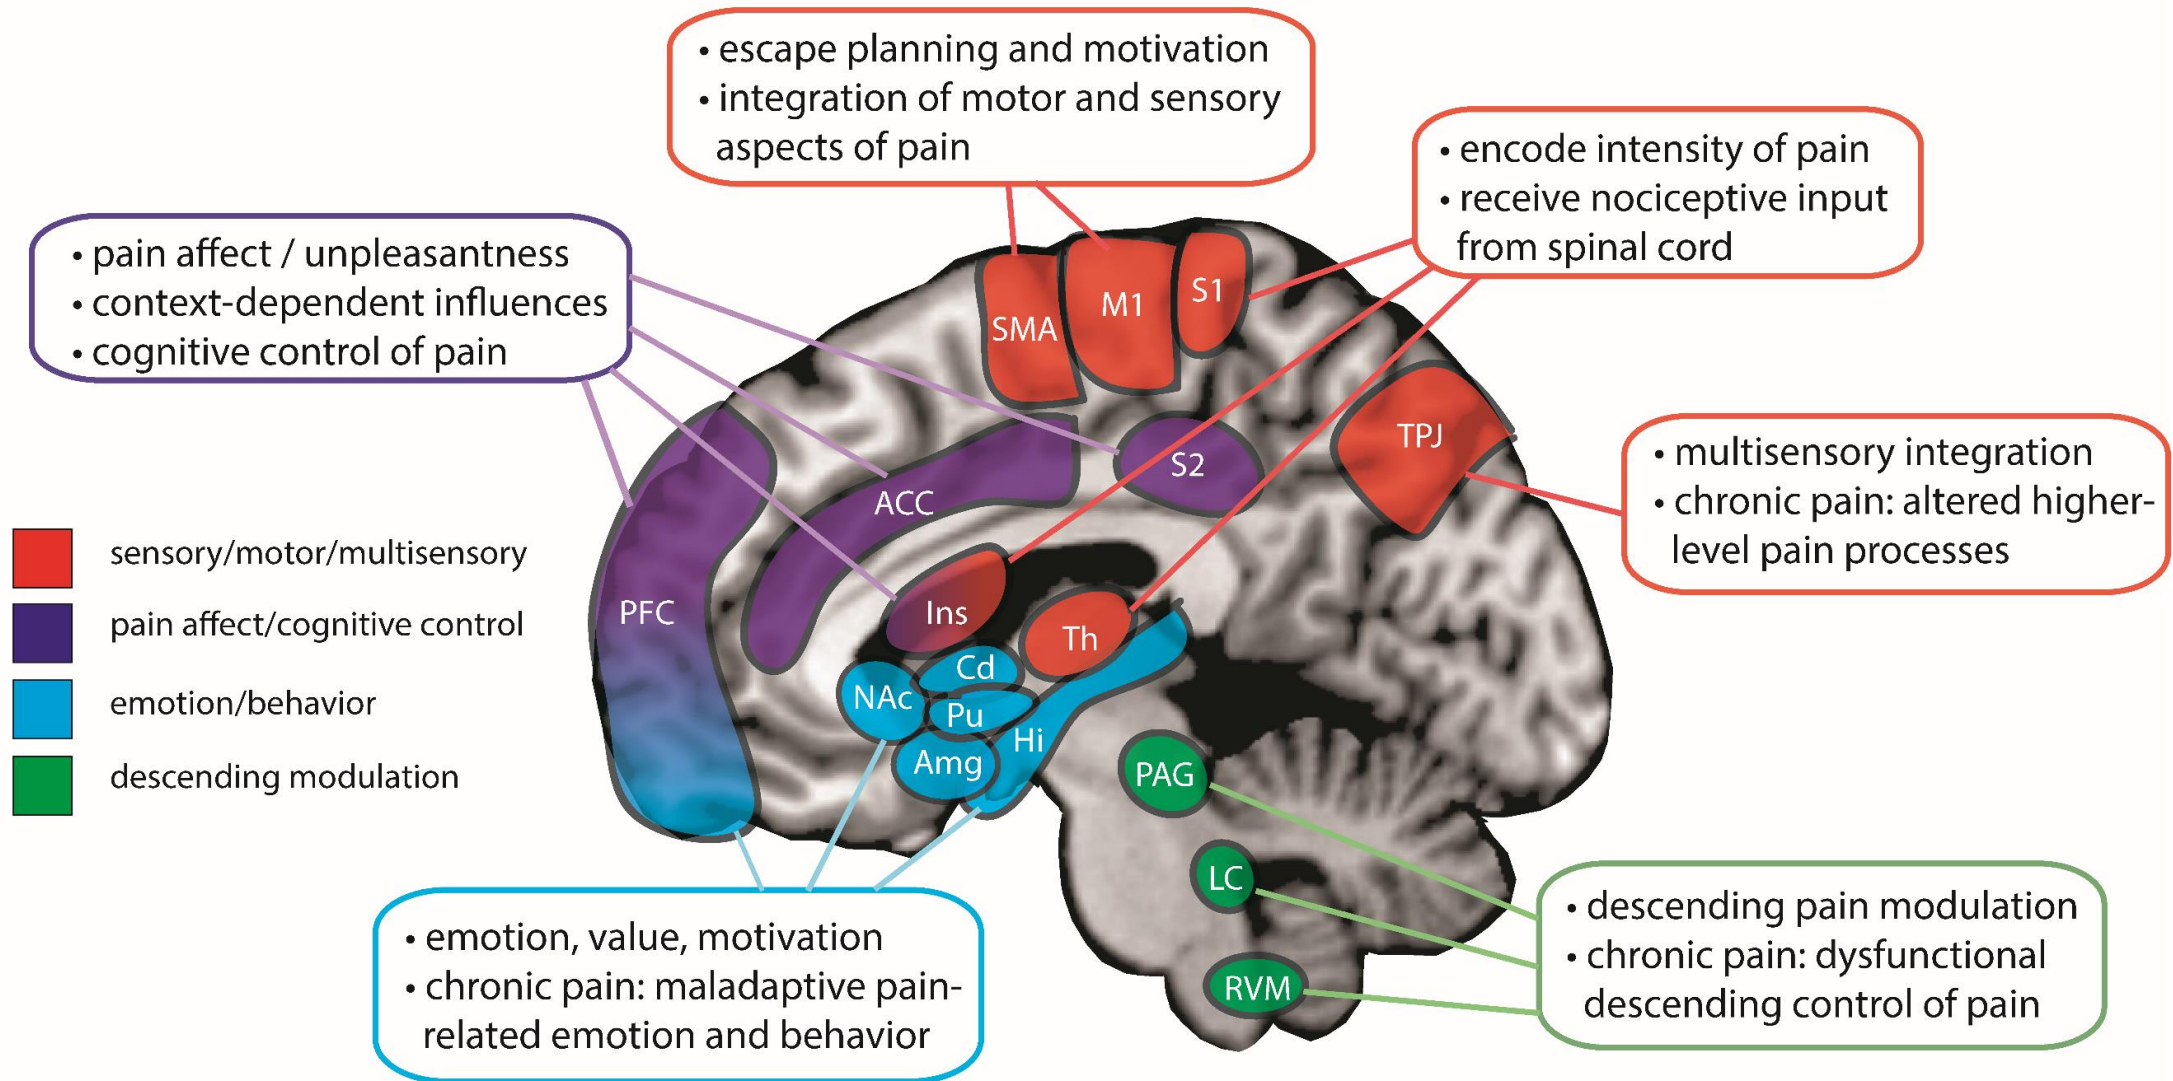 • escape planning and motivation
• integration of motor and sensory
aspects of pain
• encode intensity of pain
• receive nociceptive input
from spinal cord
• pain affect / unpleasantness
• context-dependent influences
• cognitive control of pain
SMA
M1
S1
TPJ
S2
ACC
PFC
Ins
Th
Cd
NAc
Pu
Hi
Amg
PAG
LC
RVM
• multisensory integration
• chronic pain: altered higher-
level pain processes
sensory/motor/multisensory
pain affect/cognitive control
emotion/behavior
descending modulation
• emotion, value, motivation
• chronic pain: maladaptive pain-
related emotion and behavior
• descending pain modulation
• chronic pain: dysfunctional
descending control of pain